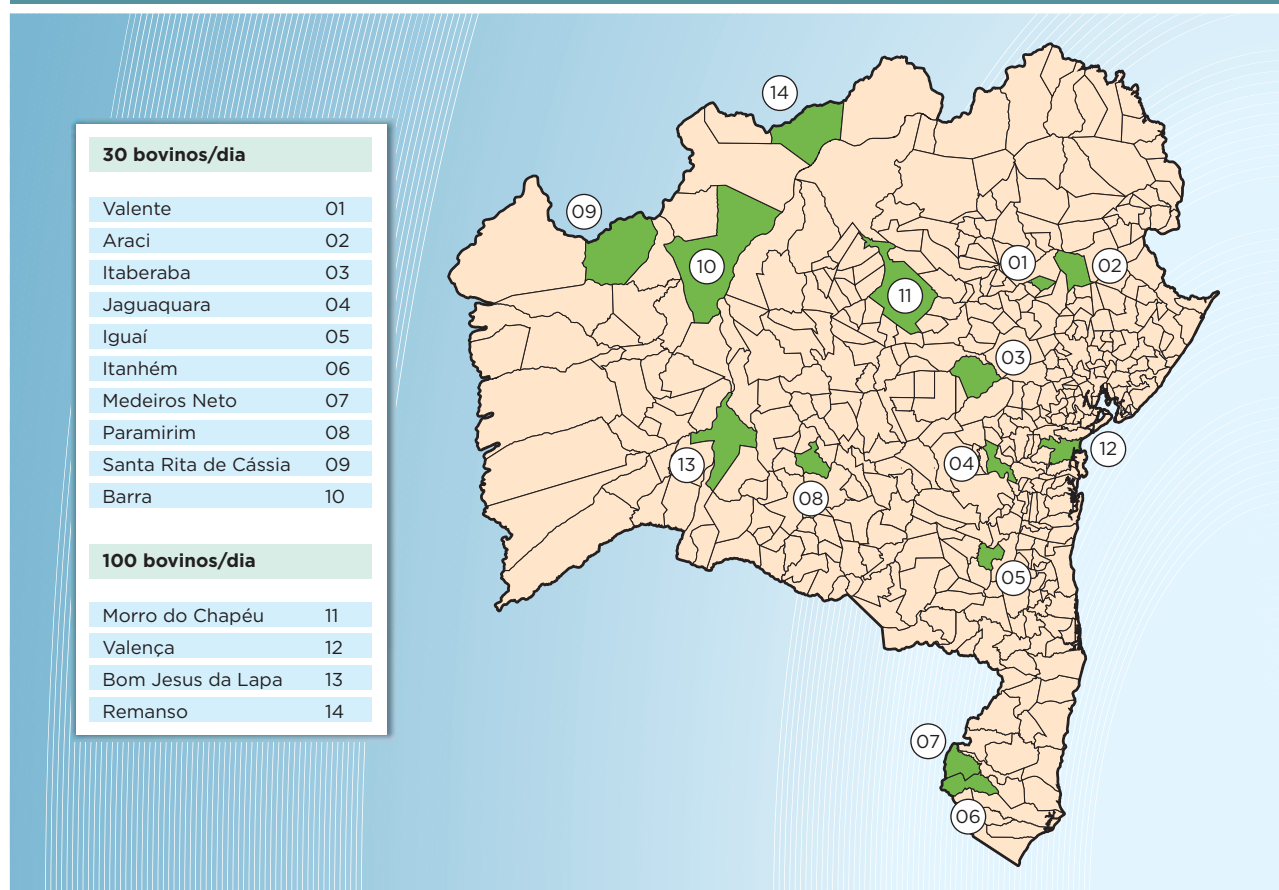 30 bovinos/dia
Valente 01
Araci 02
Itaberaba 03
Jaguaquara 04
Iguaí 05
Itanhém 06
Medeiros Neto 07
Paramirim 08
Santa Rita de Cássia 09
Barra 10
100 bovinos/dia
Morro do Chapéu 11
Valença 12
Bom Jesus da Lapa 13
Remanso 14
14
09
10
01
02
11
03
13
08
04
12
05
07
06